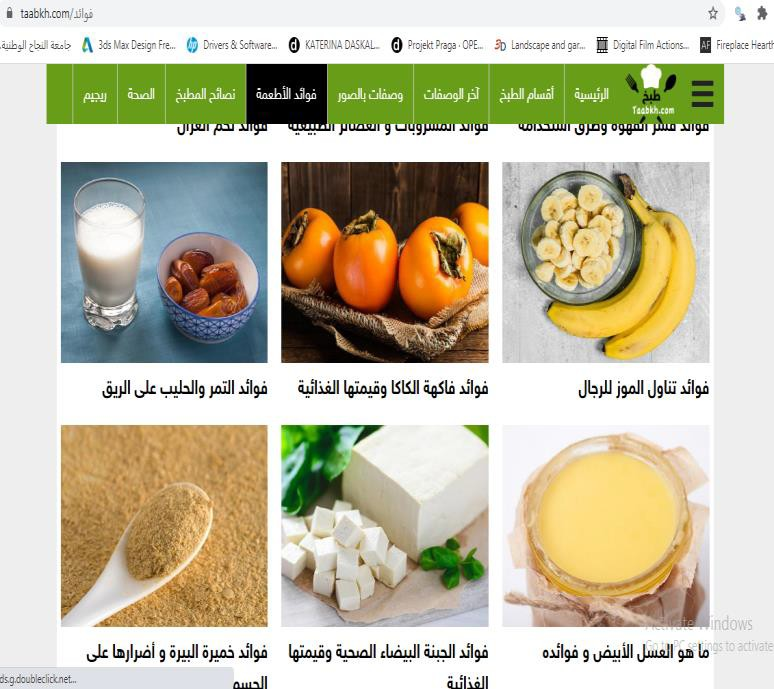 taabkh.com/فوائد
جامعة النجاح الوطنية... 3ds Max Design Fre... Drivers & Software... KATERINA DASKAL... Projekt Praga · OPE... Landscape and gar... Digital Film Actions... Fireplace Hearth
طبخ
Taabkh.com
الرئيسية أقسام الطبخ آخر الوصفات وصفات بالصور فوائد الأطعمة نصائح المطبخ الصحة ريجيم
فوائد قشر القهوة وطرق استخدامه فوائد المشروبات و العصائر الطبيعية فوائد لحم الغزال
فوائد تناول الموز للرجال فوائد فاكهة الكاكا وقيمتها الغذائية فوائد التمر والحليب على الريق
ما هو العسل الأبيض و فوائده
فوائد الجبنة البيضاء الصحية وقيمتها
الغذائية
فوائد خميرة البيرة و أضرارها على
الجسم
Activate Windows
Go to PC settings to activate
ds.g.doubleclick.net...